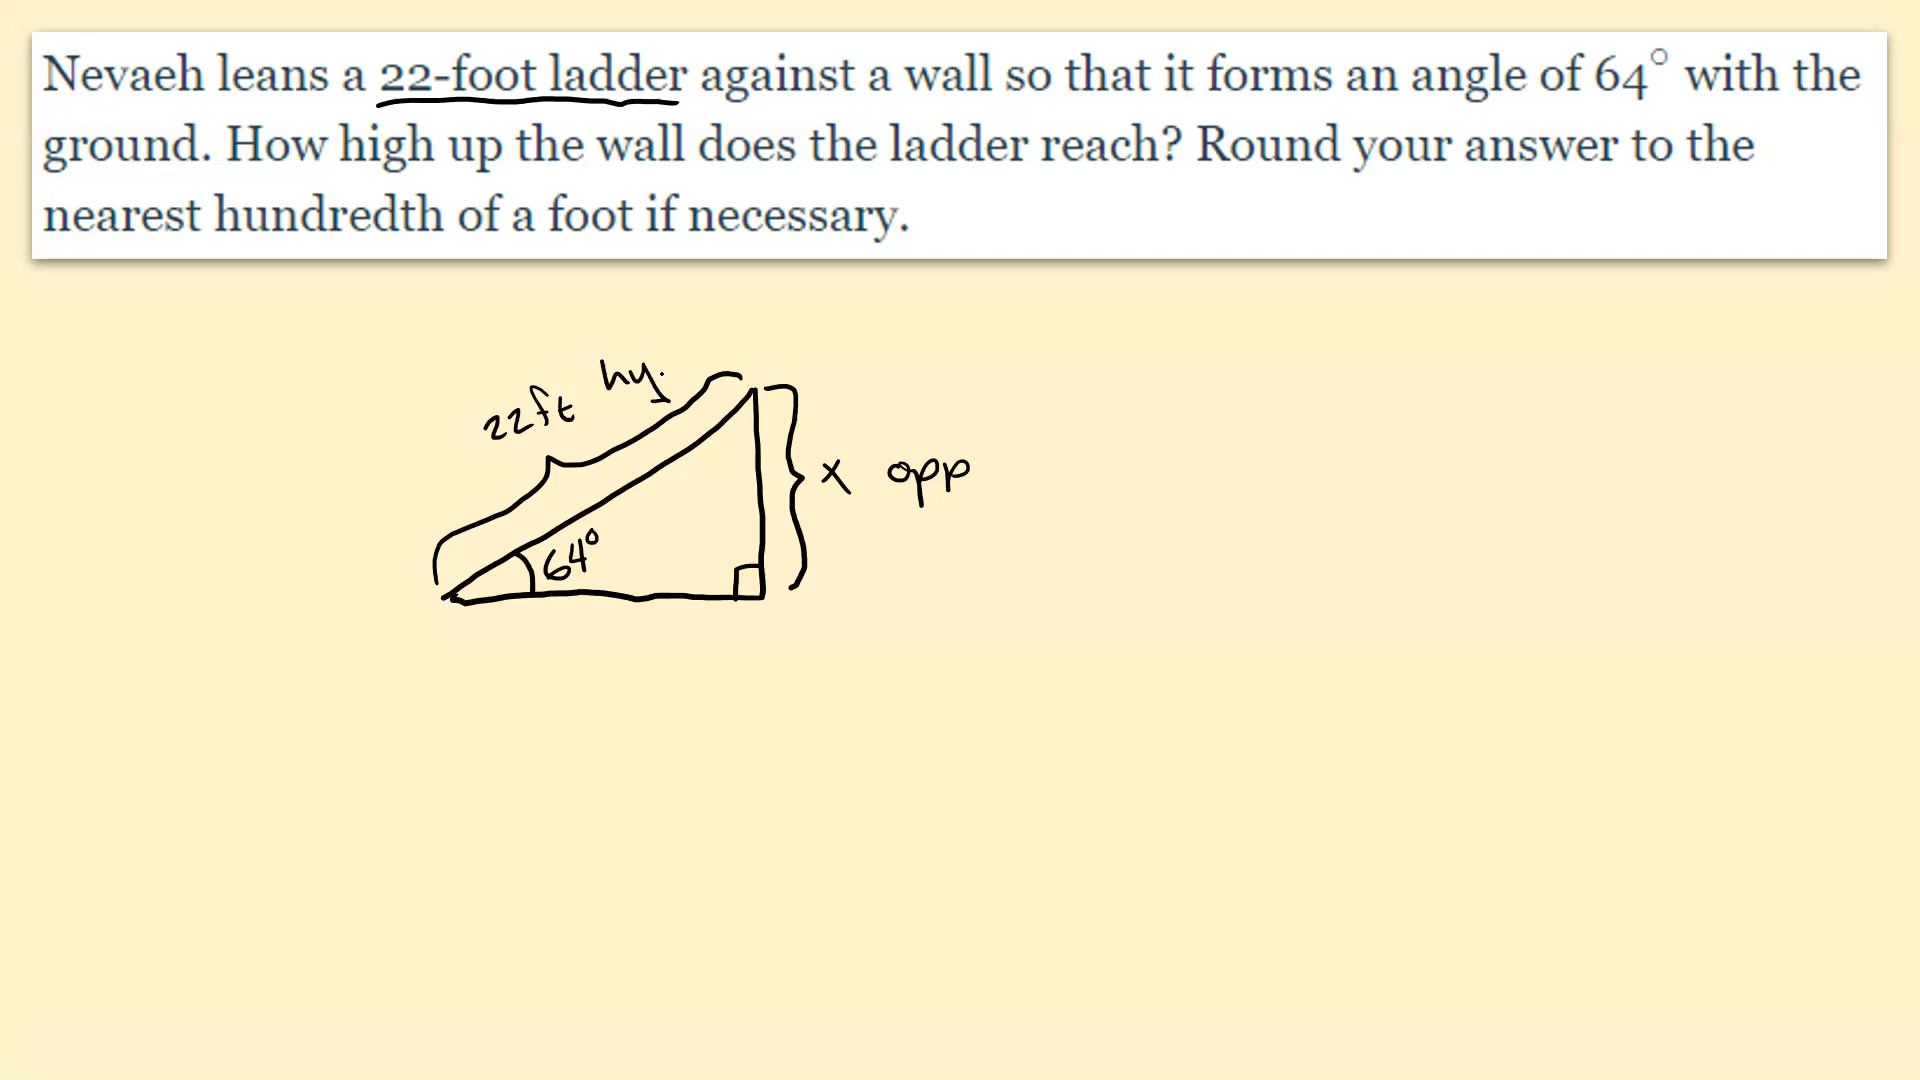 Nevaeh leans a 22-foot ladder against a wall so that it forms an angle of 64° with the
ground. How high up the wall does the ladder reach? Round your answer to the
nearest hundredth of a foot if necessary.
22ft hy.
x opp
64°